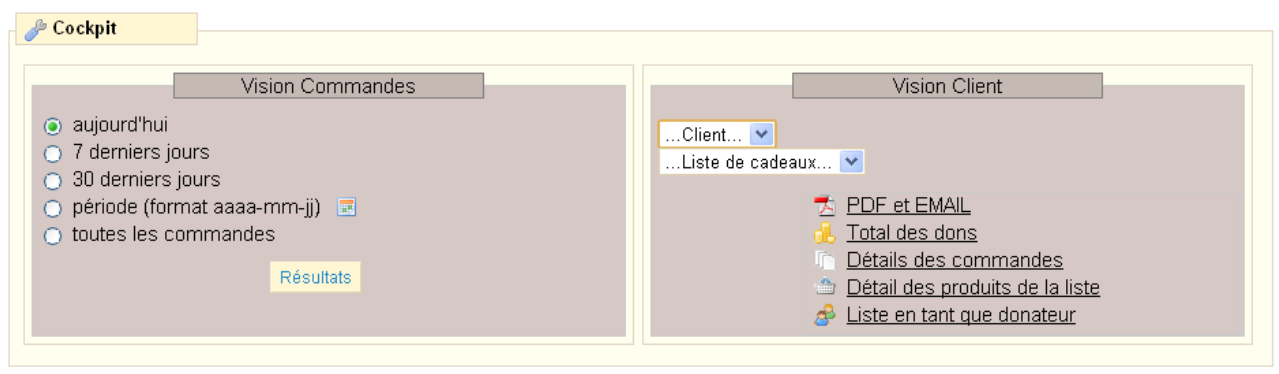 Cockpit
Vision Commandes
aujourd'hui
7 derniers jours
30 derniers jours
période (format aaaa-mm-jj)
toutes les commandes
Résultats
Vision Client
...Client...
...Liste de cadeaux...
PDF et EMAIL
Total des dons
Détails des commandes
Détail des produits de la liste
Liste en tant que donateur